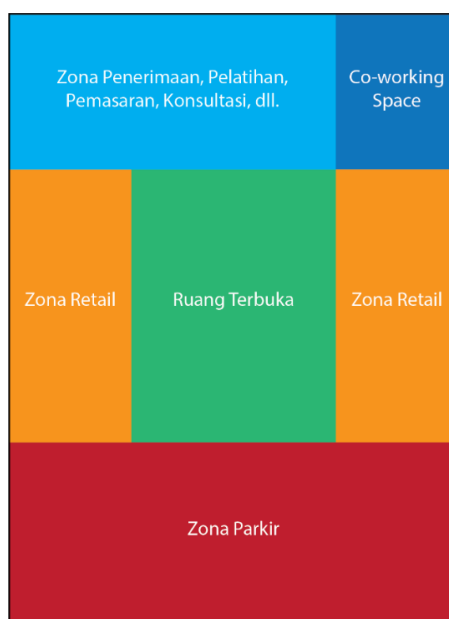 Zona Penerimaan, Pelatihan,
Pemasaran, Konsultasi, dll.
Co-working
Space
Zona Retail
Ruang Terbuka
Zona Retail
Zona Parkir